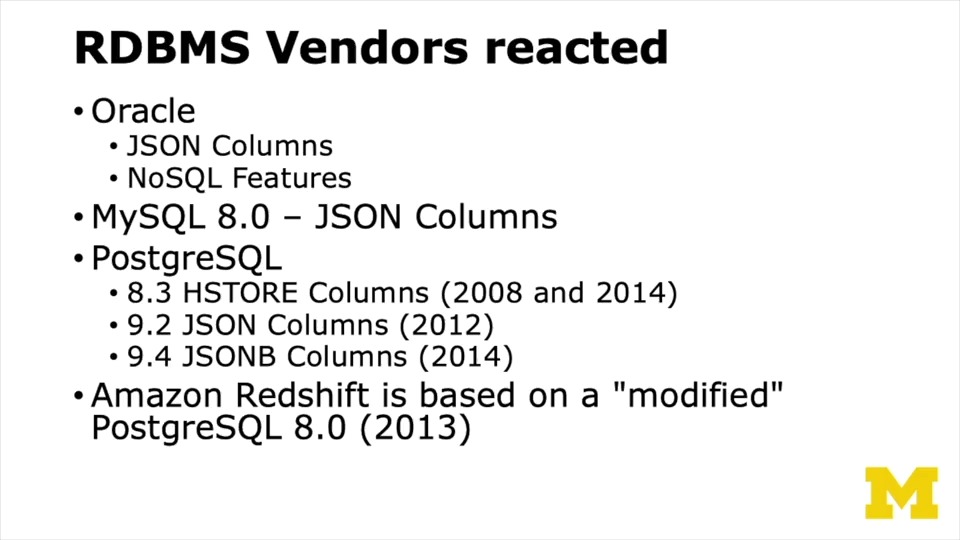 RDBMS Vendors reacted
• Oracle
• JSON Columns
• NoSQL Features
• MySQL 8.0 – JSON Columns
• PostgreSQL
• 8.3 HSTORE Columns (2008 and 2014)
• 9.2 JSON Columns (2012)
• 9.4 JSONB Columns (2014)
• Amazon Redshift is based on a "modified"
PostgreSQL 8.0 (2013)
M